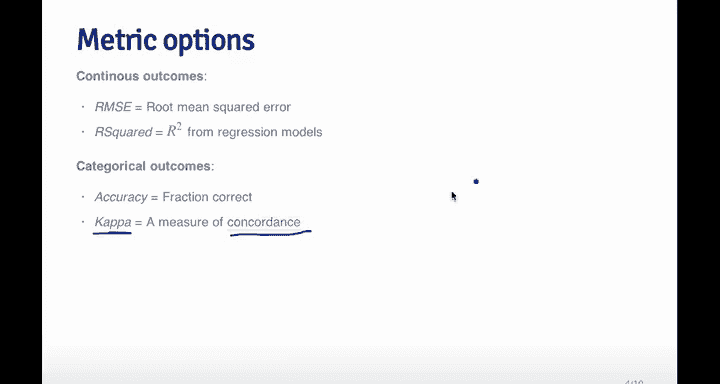 Metric options
Continous outcomes:
· RMSE = Root mean squared error
· RSquared = R² from regression models
Categorical outcomes:
· Accuracy = Fraction correct
· Kappa = A measure of concordance